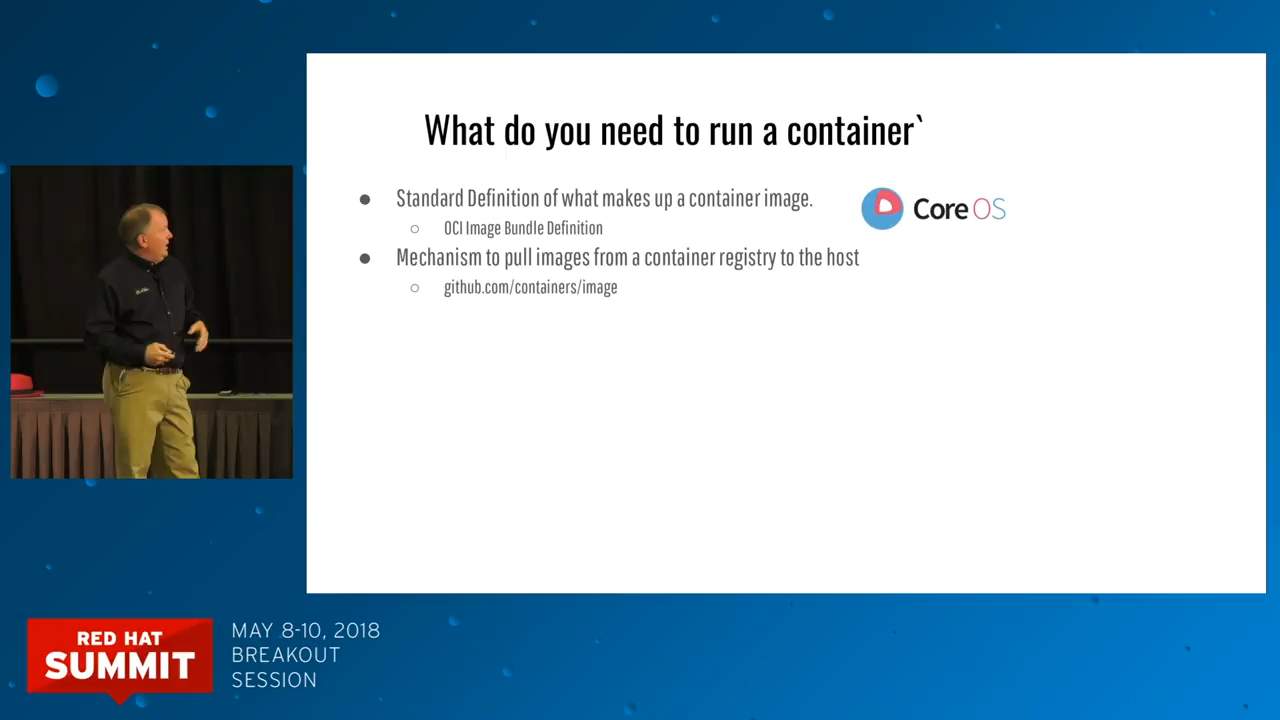 What do you need to run a container`
● Standard Definition of what makes up a container image.
○ OCI Image Bundle Definition
● Mechanism to pull images from a container registry to the host
○ github.com/containers/image
Core OS
RED HAT
SUMMIT
MAY 8-10, 2018
BREAKOUT
SESSION